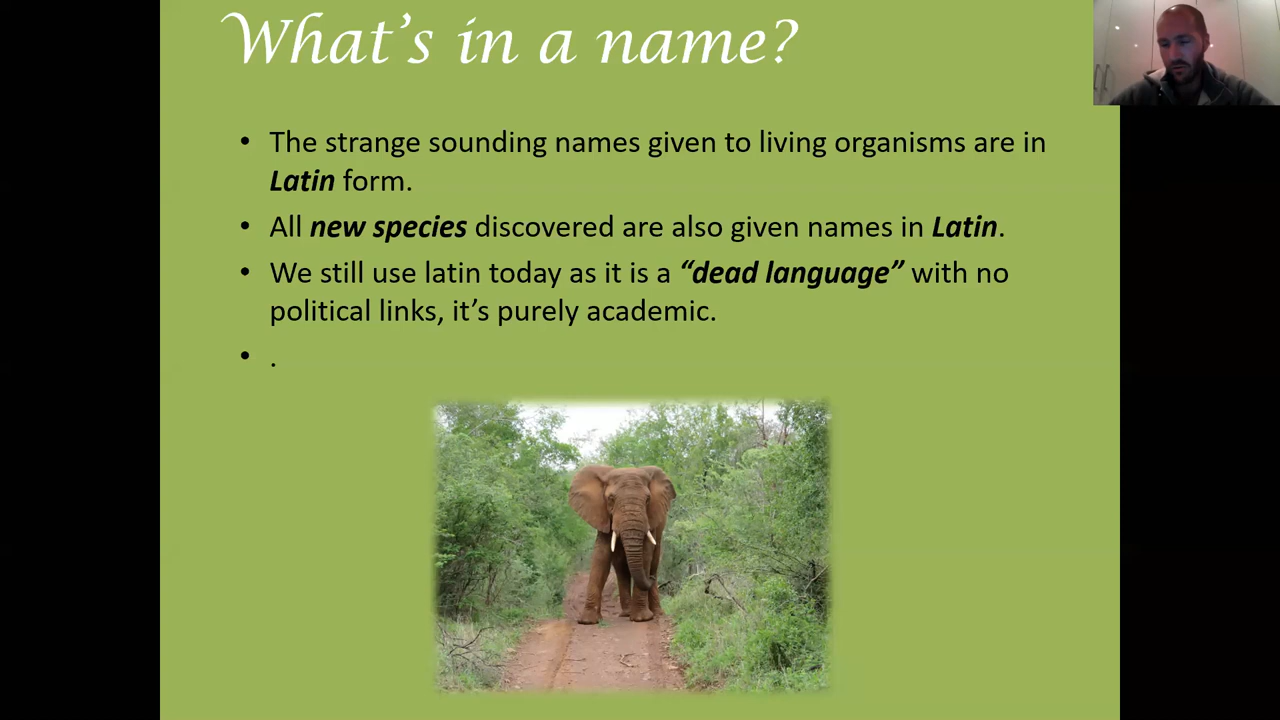 What's in a name?
• The strange sounding names given to living organisms are in
Latin form.
• All new species discovered are also given names in Latin.
• We still use latin today as it is a “dead language” with no
political links, it’s purely academic.
• .